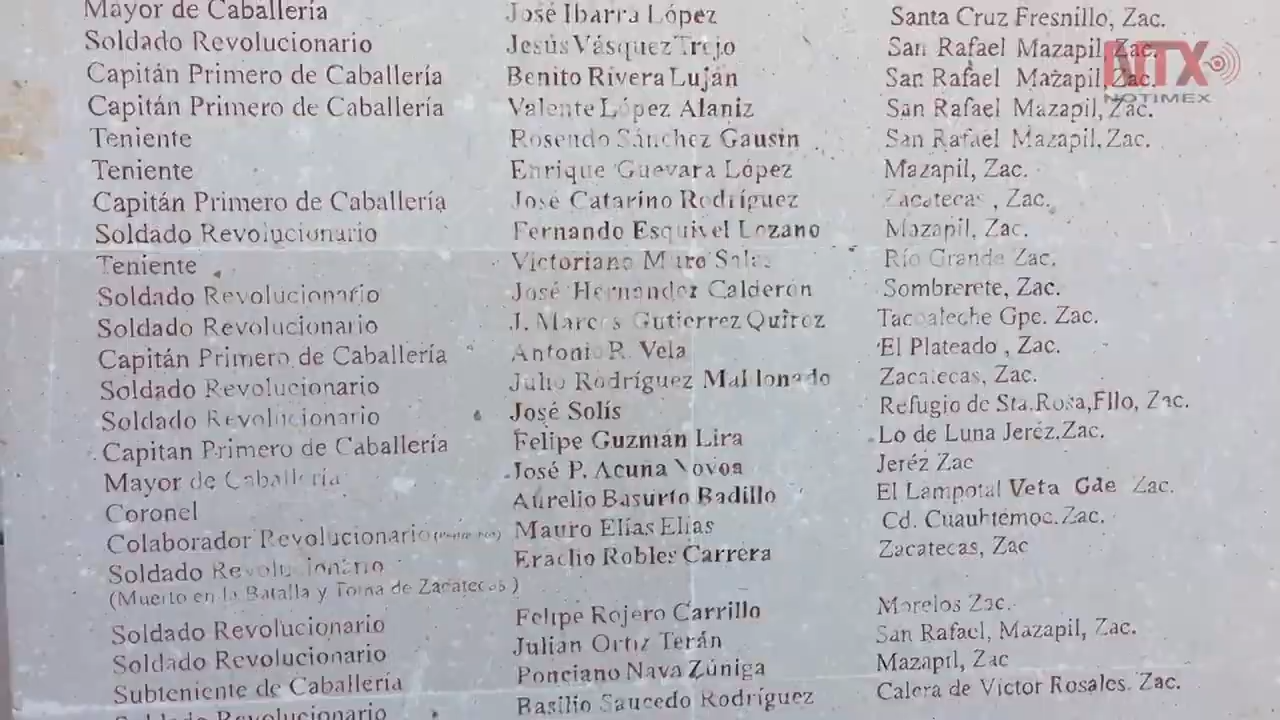 Mayor de Caballería José Ibarra López Santa Cruz Fresnillo, Zac.
Soldado Revolucionario Jesús Vásquez Trejo San Rafael Mazapil, Zac.
Capitán Primero de Caballería Benito Rivera Luján San Rafael Mazapil, Zac.
Capitán Primero de Caballería Valente López Alaniz San Rafael Mazapil, Zac.
Teniente Rosendo Sánchez Gausin San Rafael Mazapil, Zac.
Teniente Enrique Guevara López Mazapil, Zac.
Capitán Primero de Caballería José Catarino Rodríguez Zacatecas , Zac.
Soldado Revolucionario Fernando Esquivel Lozano Mazapil, Zac.
Teniente Victoriano Muro Río Grande Zac.
Soldado Revolucionario José Hernandez Calderón Sombrerete, Zac.
Soldado Revolucionario J. Marcos Gutierrez Quiroz Tacoaleche Gpe. Zac.
Capitán Primero de Caballería Antonio R. Vela El Plateado , Zac.
Soldado Revolucionario Julio Rodríguez Maldonado Zacatecas, Zac.
Soldado Revolucionario José Solís Refugio de Sta.Rosa,Fllo, Zac.
Capitan Primero de Caballería Felipe Guzmán Lira Lo de Luna Jeréz.Zac.
Mayor de Caballería José P. Acuña Novoa Jeréz Zac
Coronel Aurelio Basurto Badillo El Lampotal Veta Gde Zac.
Colaborador Revolucionario Mauro Elías Elías Cd. Cuauhtemoc.Zac.
Soldado Revolucionario Eraclio Robles Carrera Zacatecas, Zac
(Muerto en la Batalla y Toma de Zacatecas )
Soldado Revolucionario Felipe Rojero Carrillo Morelos Zac.
Soldado Revolucionario Julian Ortiz Terán San Rafael, Mazapil, Zac.
Subteniente de Caballería Ponciano Nava Zúniga Mazapil, Zac
Soldado Revolucionario Basilio Saucedo Rodríguez Calera de Victor Rosales. Zac.
NTX
NOTIMEX